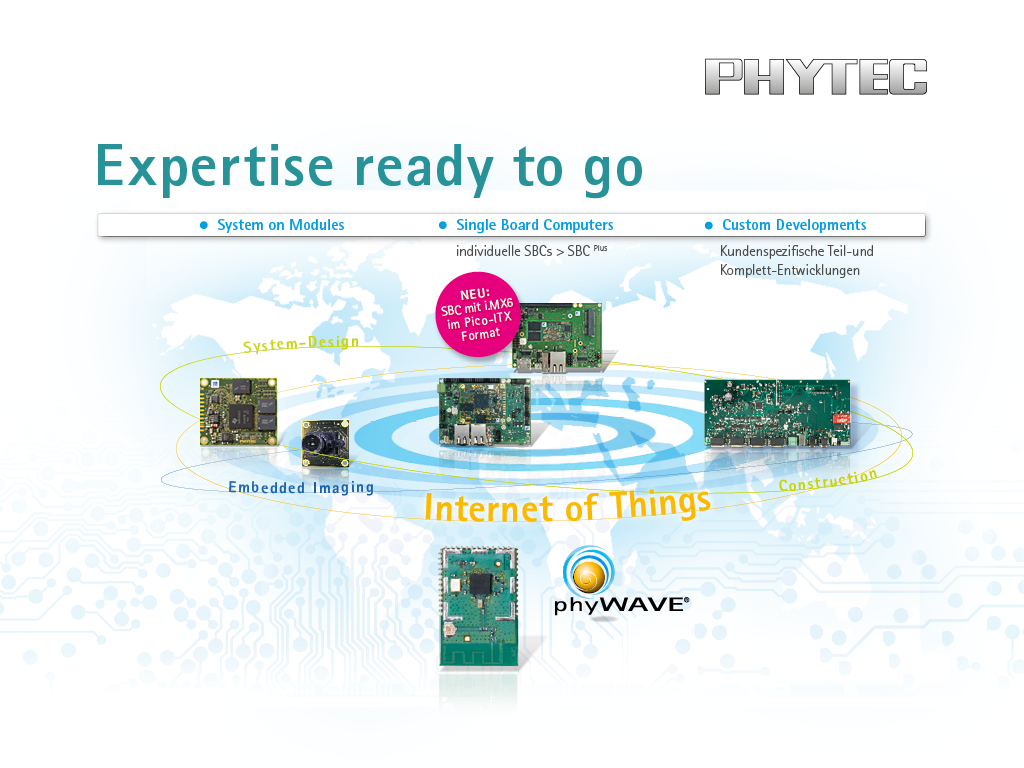 PHYTEC
Expertise ready to go
• System on Modules
• Single Board Computers
individuelle SBCs > SBC Plus
• Custom Developments
Kundenspezifische Teil-und
Komplett-Entwicklungen
NEU:
SBC mit i.MX6
im Pico-ITX
Format
System-Design
Embedded Imaging
Construction
Internet of Things
phyWAVE®